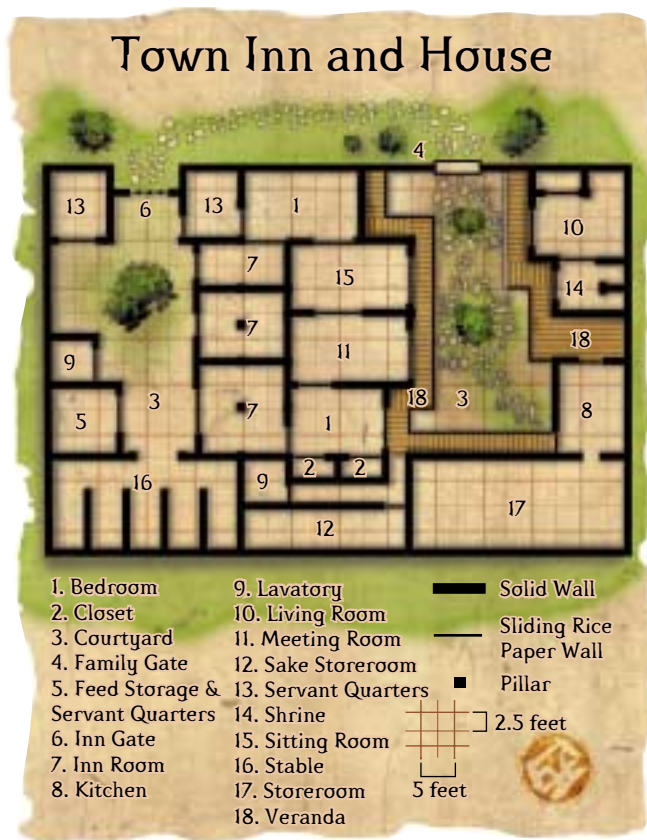 Town Inn and House
4
13
6
13
1
10
7
15
14
7
18
11
9
3
7
18
3
8
5
1
2
2
16
9
17
12
1. Bedroom
2. Closet
3. Courtyard
4. Family Gate
5. Feed Storage &
Servant Quarters
6. Inn Gate
7. Inn Room
8. Kitchen
9. Lavatory
10. Living Room
11. Meeting Room
12. Sake Storeroom
13. Servant Quarters
14. Shrine
15. Sitting Room
16. Stable
17. Storeroom
18. Veranda
Solid Wall
Sliding Rice
Paper Wall
Pillar
2.5 feet
5 feet